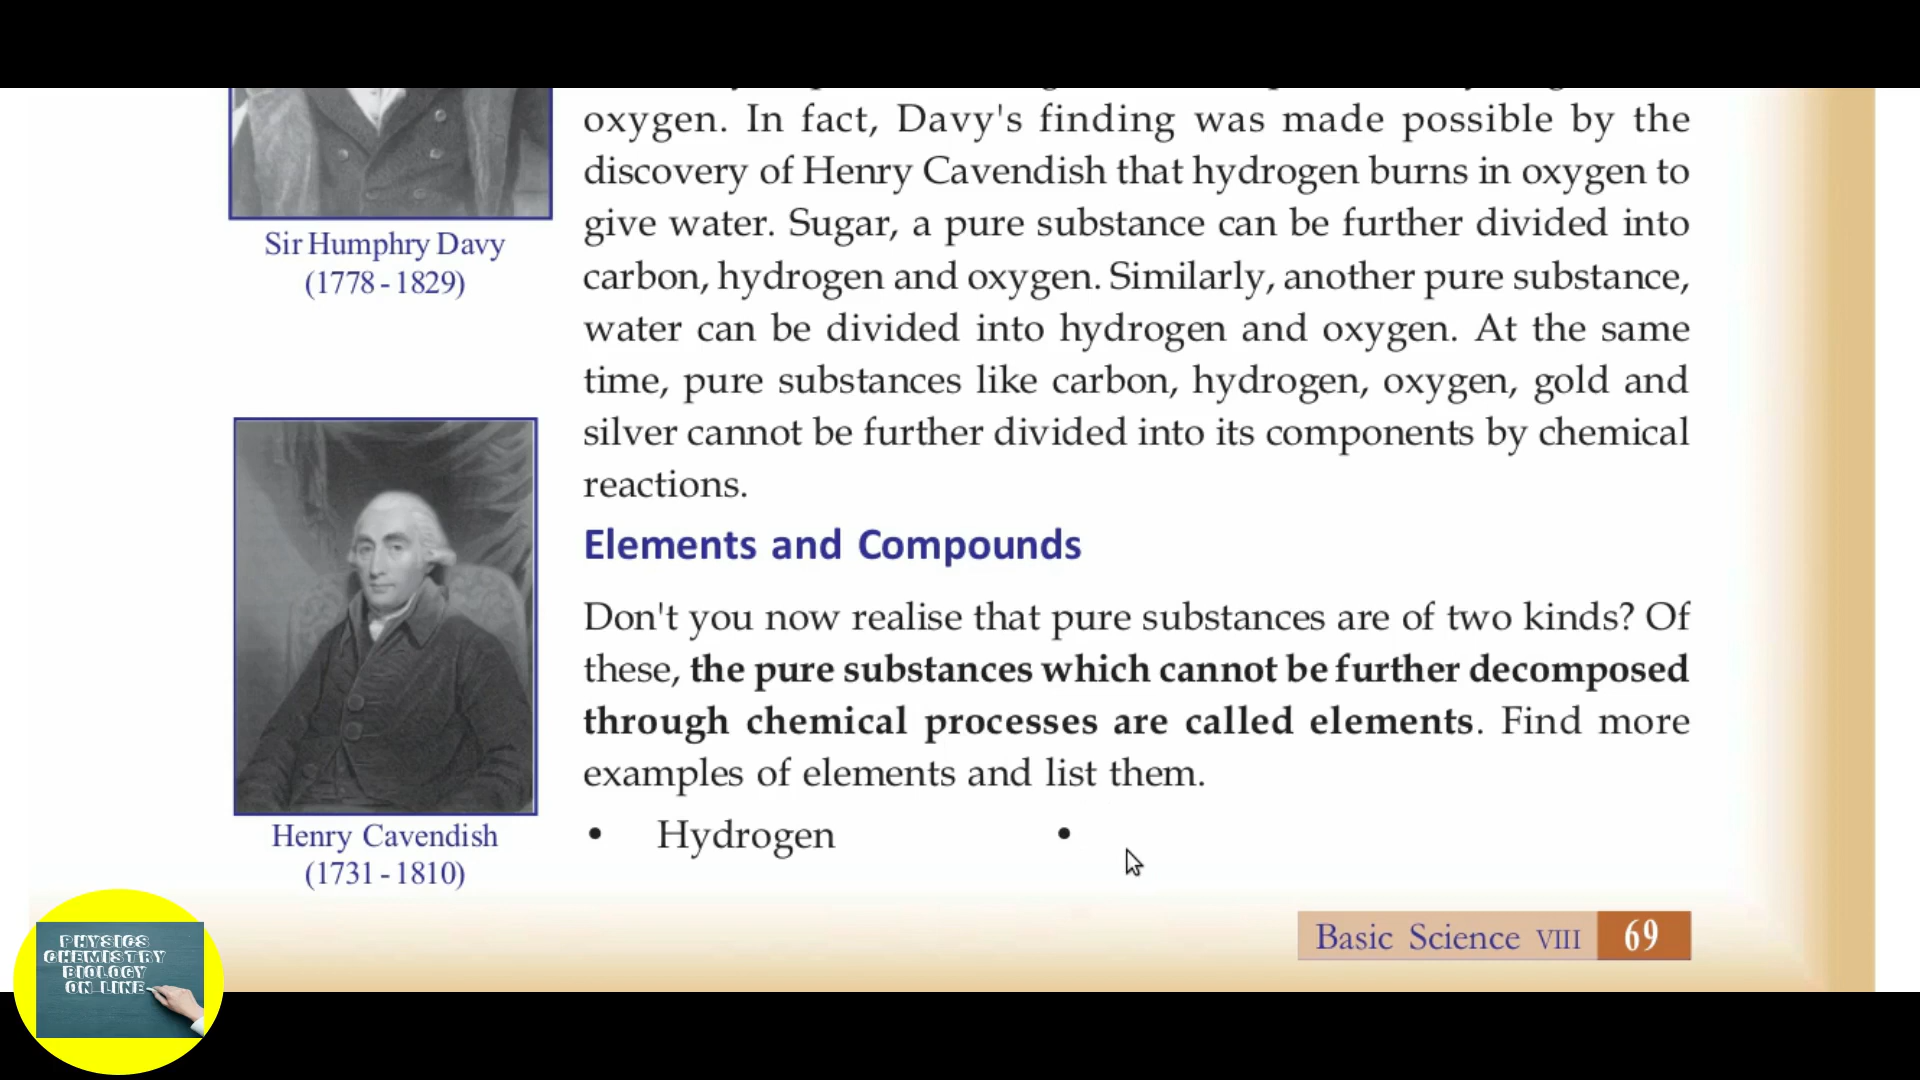 oxygen. In fact, Davy's finding was made possible by the
discovery of Henry Cavendish that hydrogen burns in oxygen to
give water. Sugar, a pure substance can be further divided into
carbon, hydrogen and oxygen. Similarly, another pure substance,
water can be divided into hydrogen and oxygen. At the same
time, pure substances like carbon, hydrogen, oxygen, gold and
silver cannot be further divided into its components by chemical
reactions.
Sir Humphry Davy
(1778 - 1829)
Elements and Compounds
Don't you now realise that pure substances are of two kinds? Of
these, the pure substances which cannot be further decomposed
through chemical processes are called elements. Find more
examples of elements and list them.
• Hydrogen •
Henry Cavendish
(1731 - 1810)
Basic Science VIII 69
PHYSICS
CHEMISTRY
BIOLOGY
ON LINE